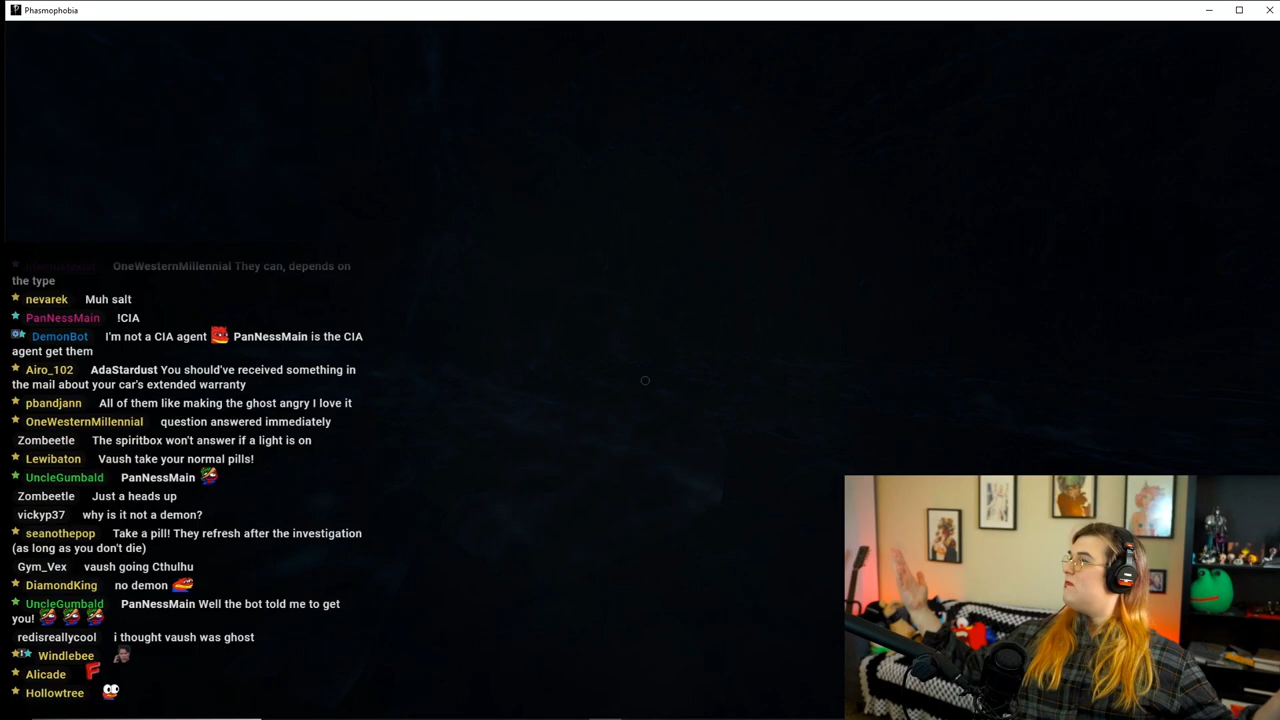 Phasmophobia
OneWesternMillennial They can, depends on
the type
nevarek Muh salt
PanNessMain !CIA
DemonBot I'm not a CIA agent PanNessMain is the CIA
agent get them
Airo_102 AdaStardust You should've received something in
the mail about your car's extended warranty
pbandjann All of them like making the ghost angry I love it
OneWesternMillennial question answered immediately
Zombeetle The spiritbox won't answer if a light is on
Lewibaton Vaush take your normal pills!
UncleGumbald PanNessMain
Zombeetle Just a heads up
vickyp37 why is it not a demon?
seanothepop Take a pill! They refresh after the investigation
(as long as you don't die)
Gym_Vex vaush going Cthulhu
DiamondKing no demon
UncleGumbald PanNessMain Well the bot told me to get
you!
redisreallycool i thought vaush was ghost
Windlebee
Alicade
Hollowtree